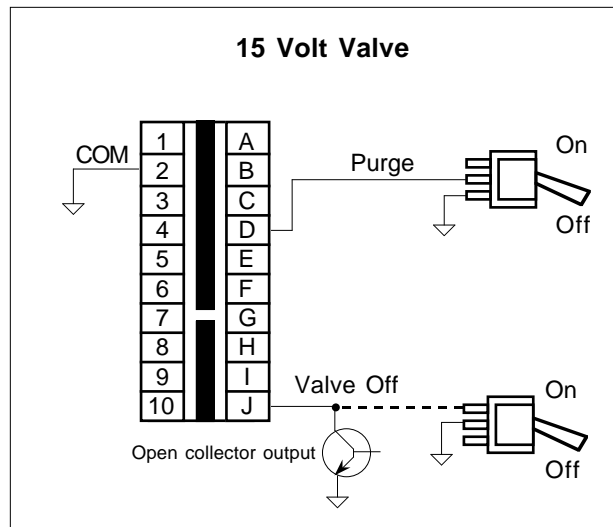 15 Volt Valve
COM
1 A
2 B
3 C
4 D
5 E
6 F
7 G
8 H
9 I
10 J
Purge
On
Off
Valve Off
On
Off
Open collector output